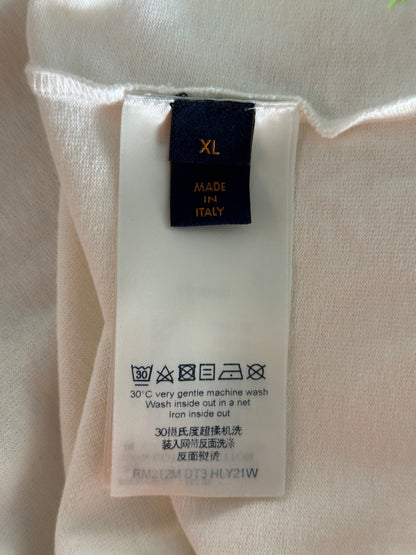 XL
MADE
IN
ITALY
30
30°C very gentle machine wash
Wash inside out in a net
Iron inside out
30摄氏度超柔机洗
装入网带反面洗涤
反面熨烫
RM212M DT3 HLY21W